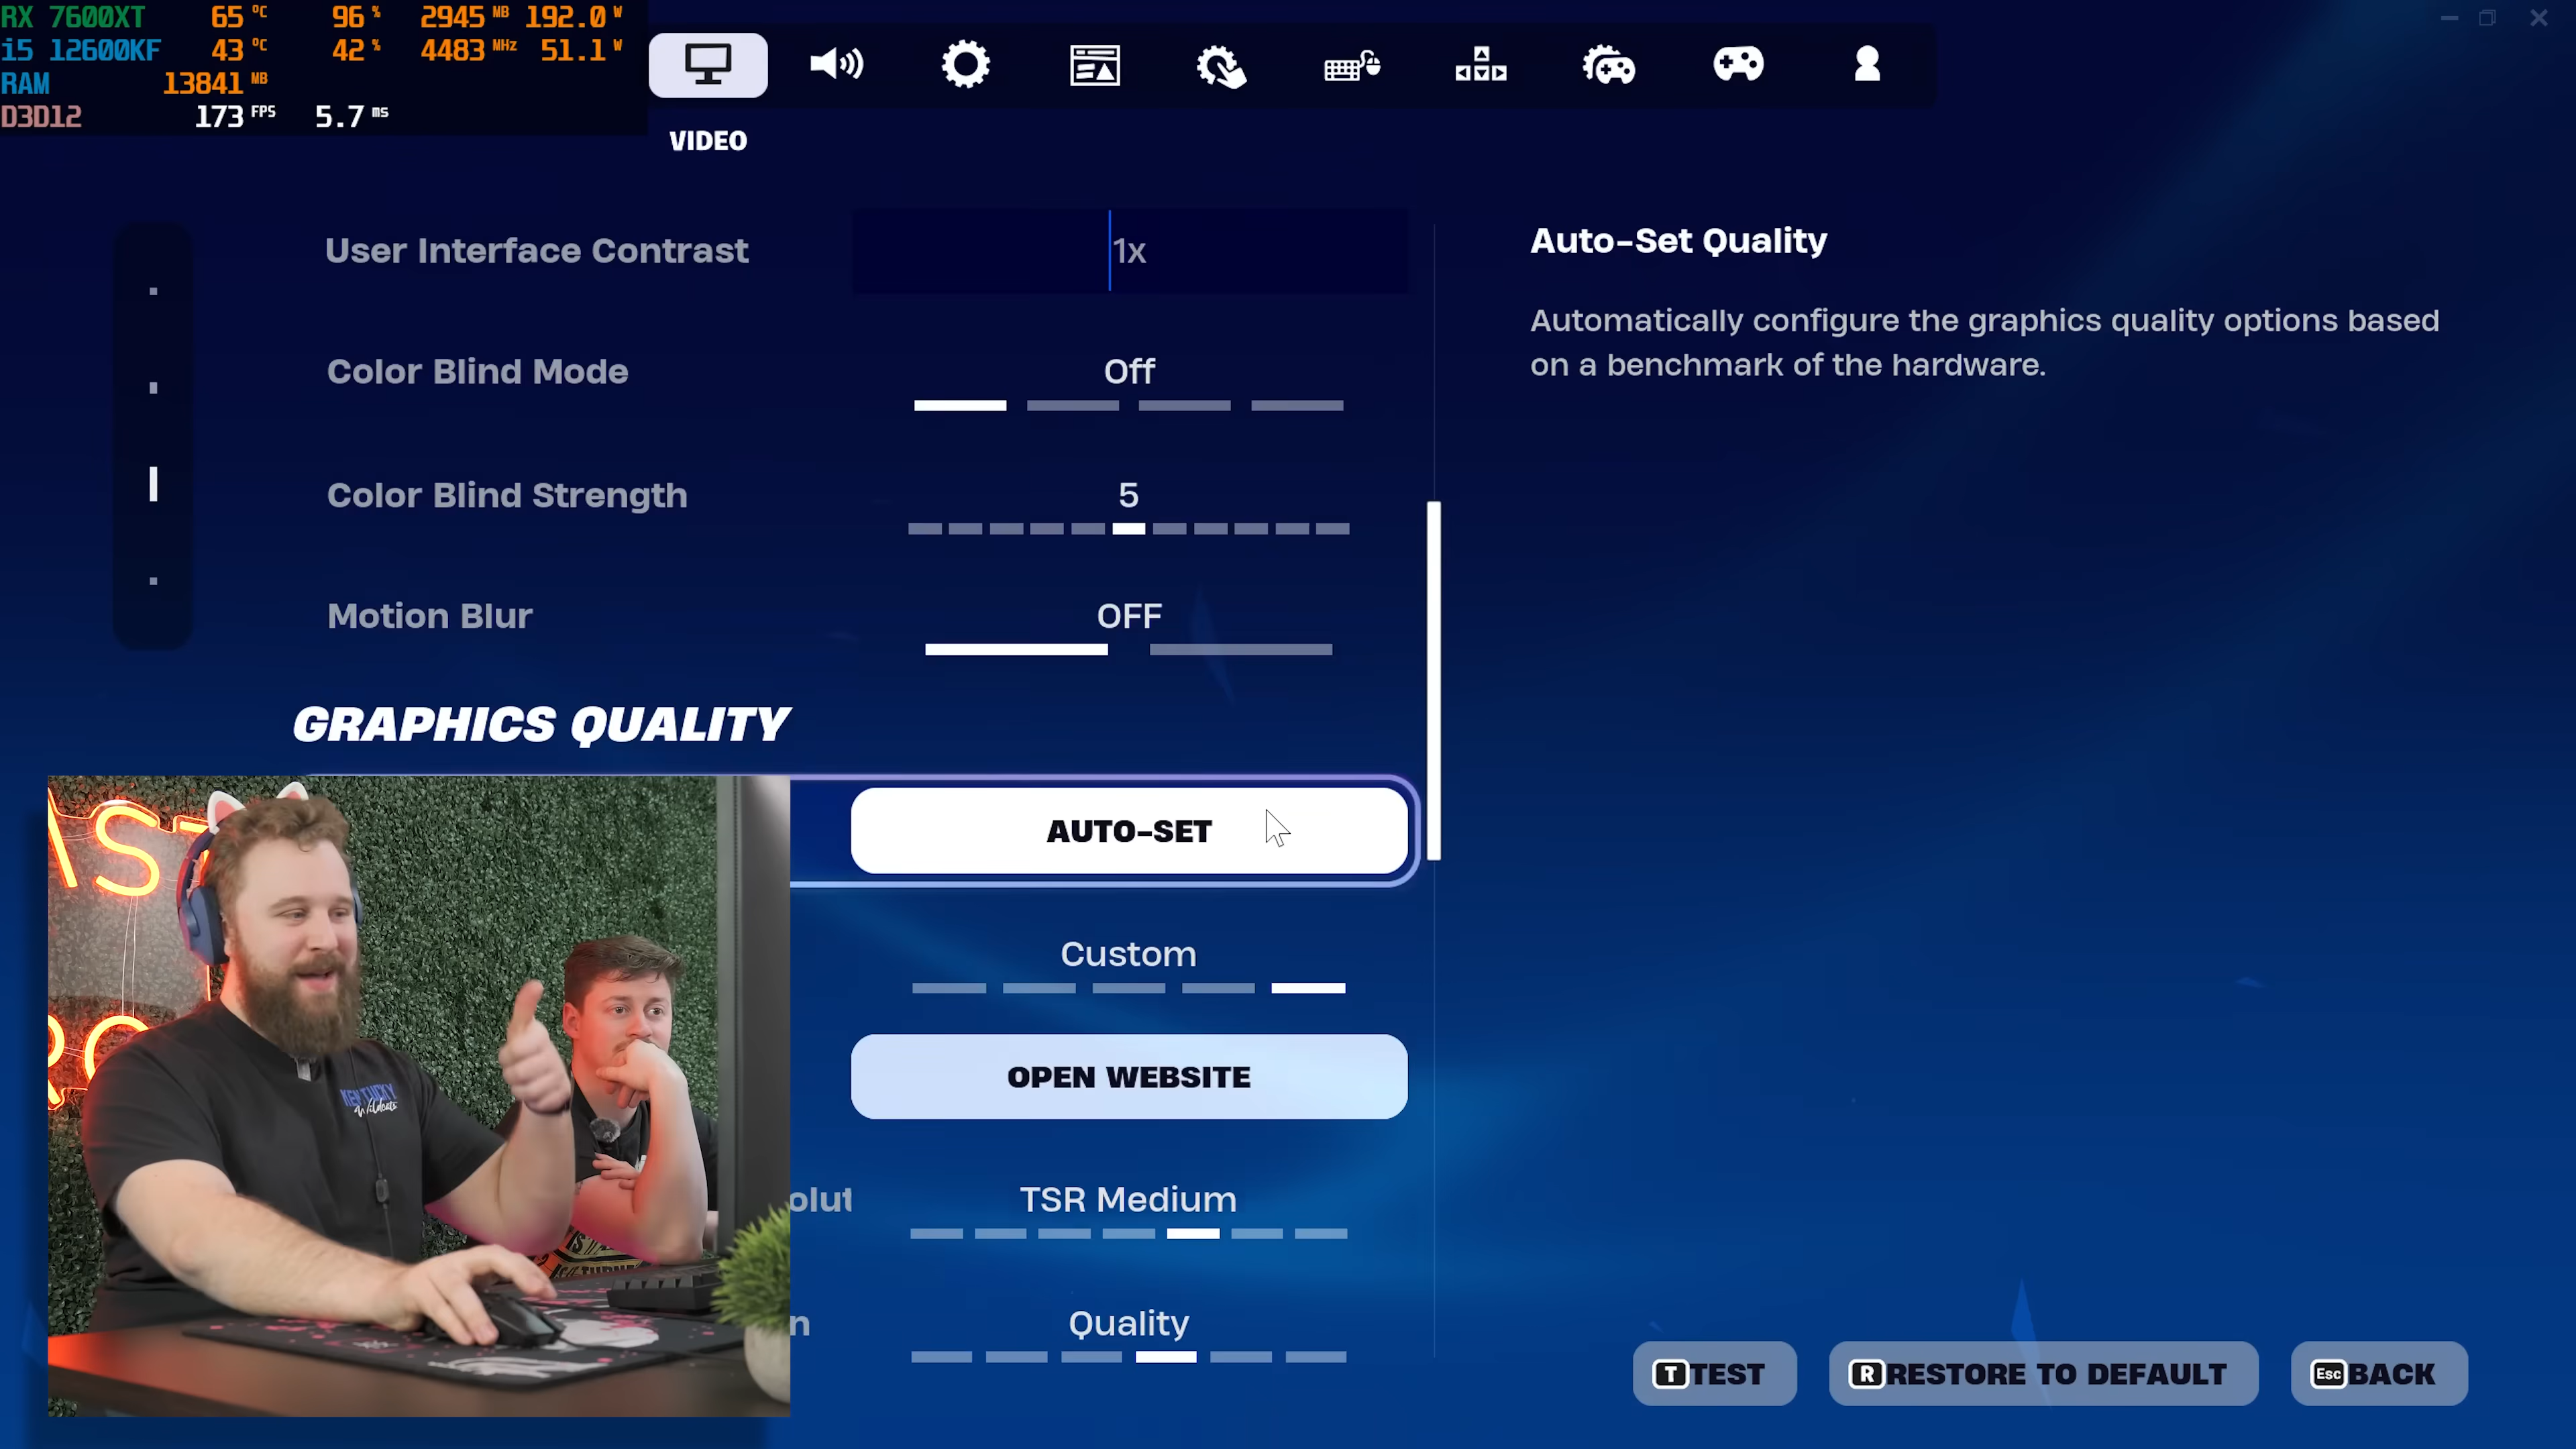 RX 7600XT 65 °C 96 % 2945 MB 192.0 W
i5 12600KF 43 °C 42 % 4483 MHz 51.1 W
RAM 13841 MB
D3D12 173 FPS 5.7 ms
VIDEO
User Interface Contrast 1x
Color Blind Mode Off
Color Blind Strength 5
Motion Blur OFF
GRAPHICS QUALITY
AUTO-SET
Custom
OPEN WEBSITE
olut TSR Medium
n Quality
Auto-Set Quality
Automatically configure the graphics quality options based
on a benchmark of the hardware.
T TEST
R RESTORE TO DEFAULT
Esc BACK
KENTUCKY
Wildcats